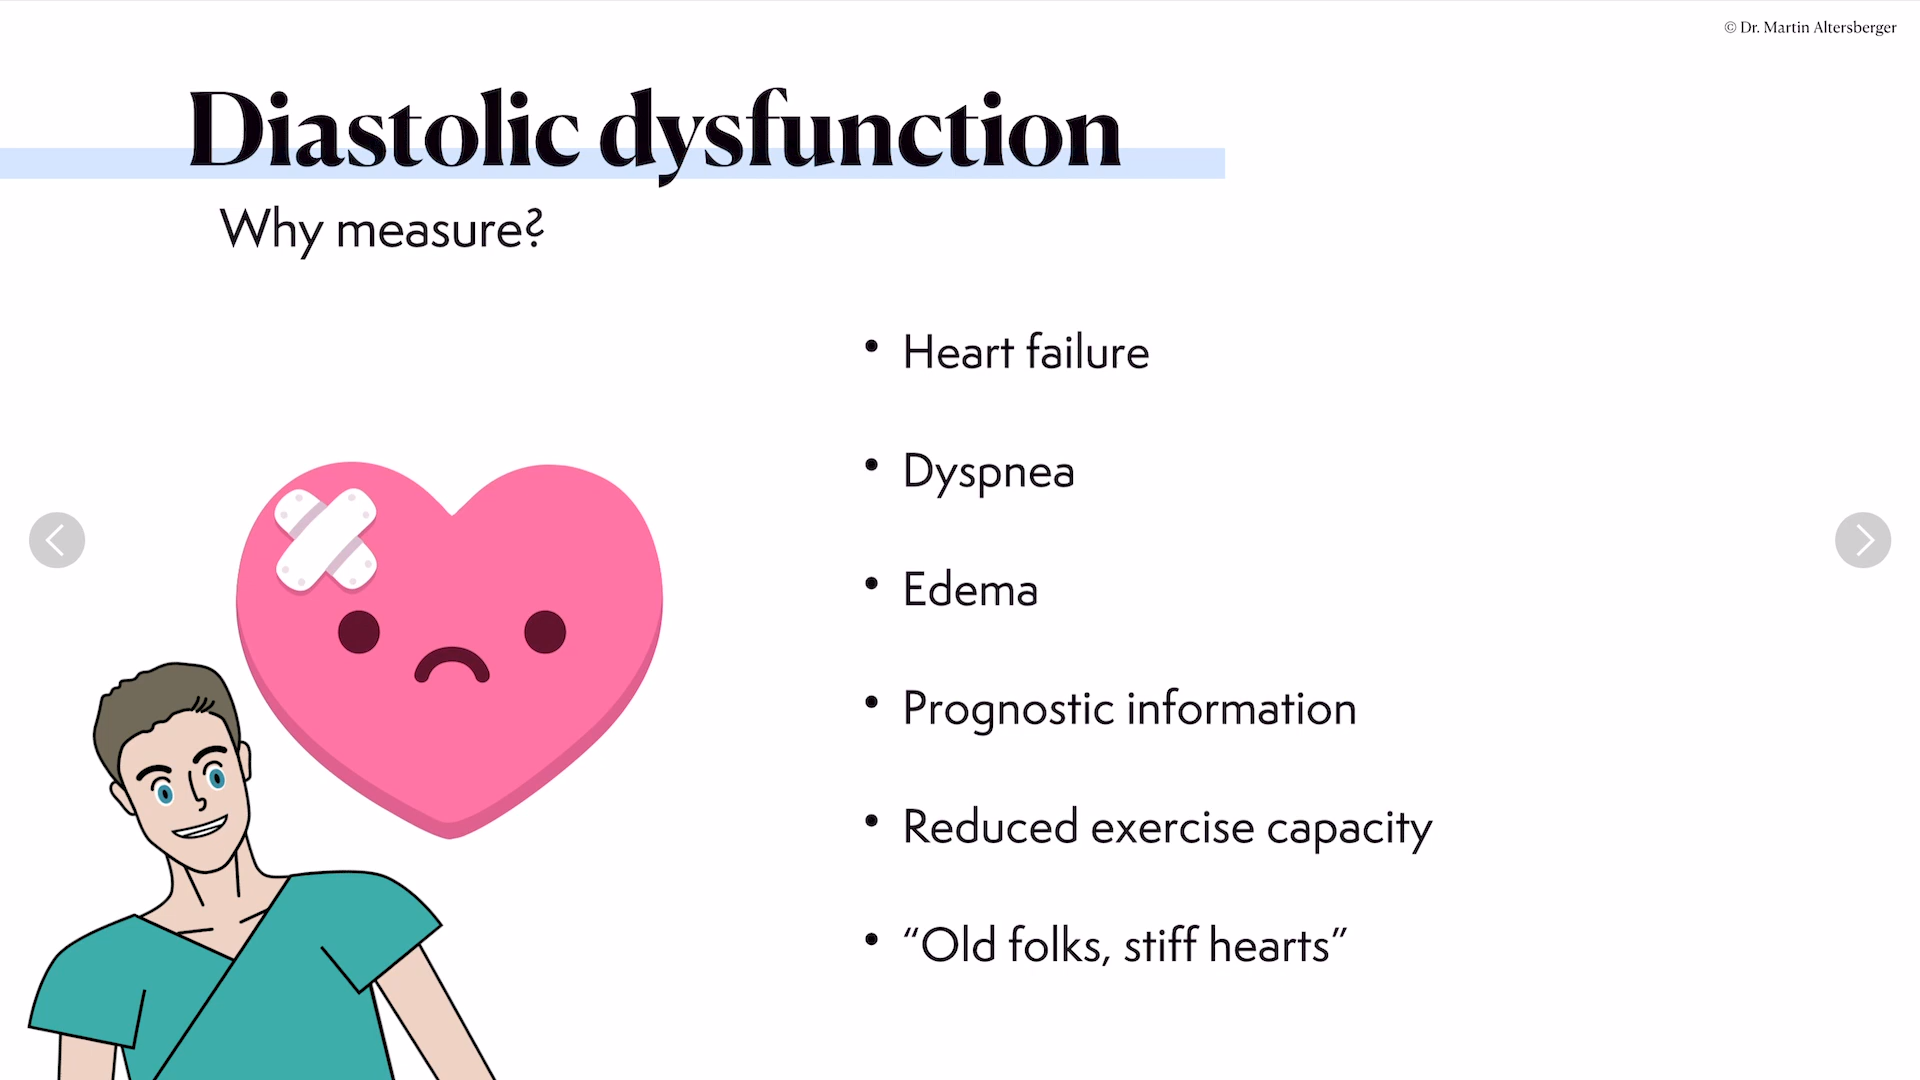 © Dr. Martin Altersberger
Diastolic dysfunction
Why measure?
• Heart failure
• Dyspnea
• Edema
• Prognostic information
• Reduced exercise capacity
• “Old folks, stiff hearts”